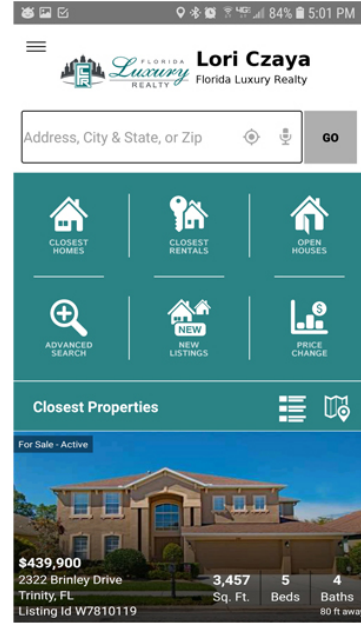 84% 5:01 PM
FLORIDA
Luxury
REALTY
Lori Czaya
Florida Luxury Realty
Address, City & State, or Zip
GO
CLOSEST
HOMES
CLOSEST
RENTALS
OPEN
HOUSES
ADVANCED
SEARCH
NEW
NEW
LISTINGS
$
PRICE
CHANGE
Closest Properties
For Sale - Active
$439,900
2322 Brinley Drive
Trinity, FL
Listing Id W7810119
3,457
Sq. Ft.
5
Beds
4
Baths
80 ft away